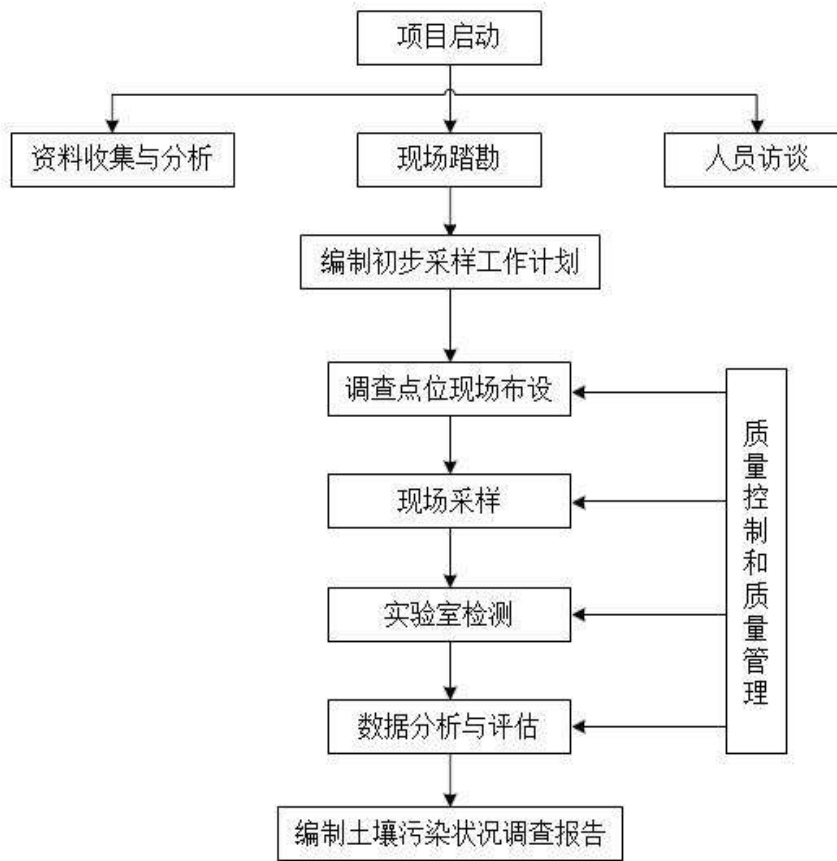 项目启动
资料收集与分析
现场踏勘
人员访谈
编制初步采样工作计划
调查点位现场布设
现场采样
实验室检测
数据分析与评估
质量控制和质量管理
编制土壤污染状况调查报告